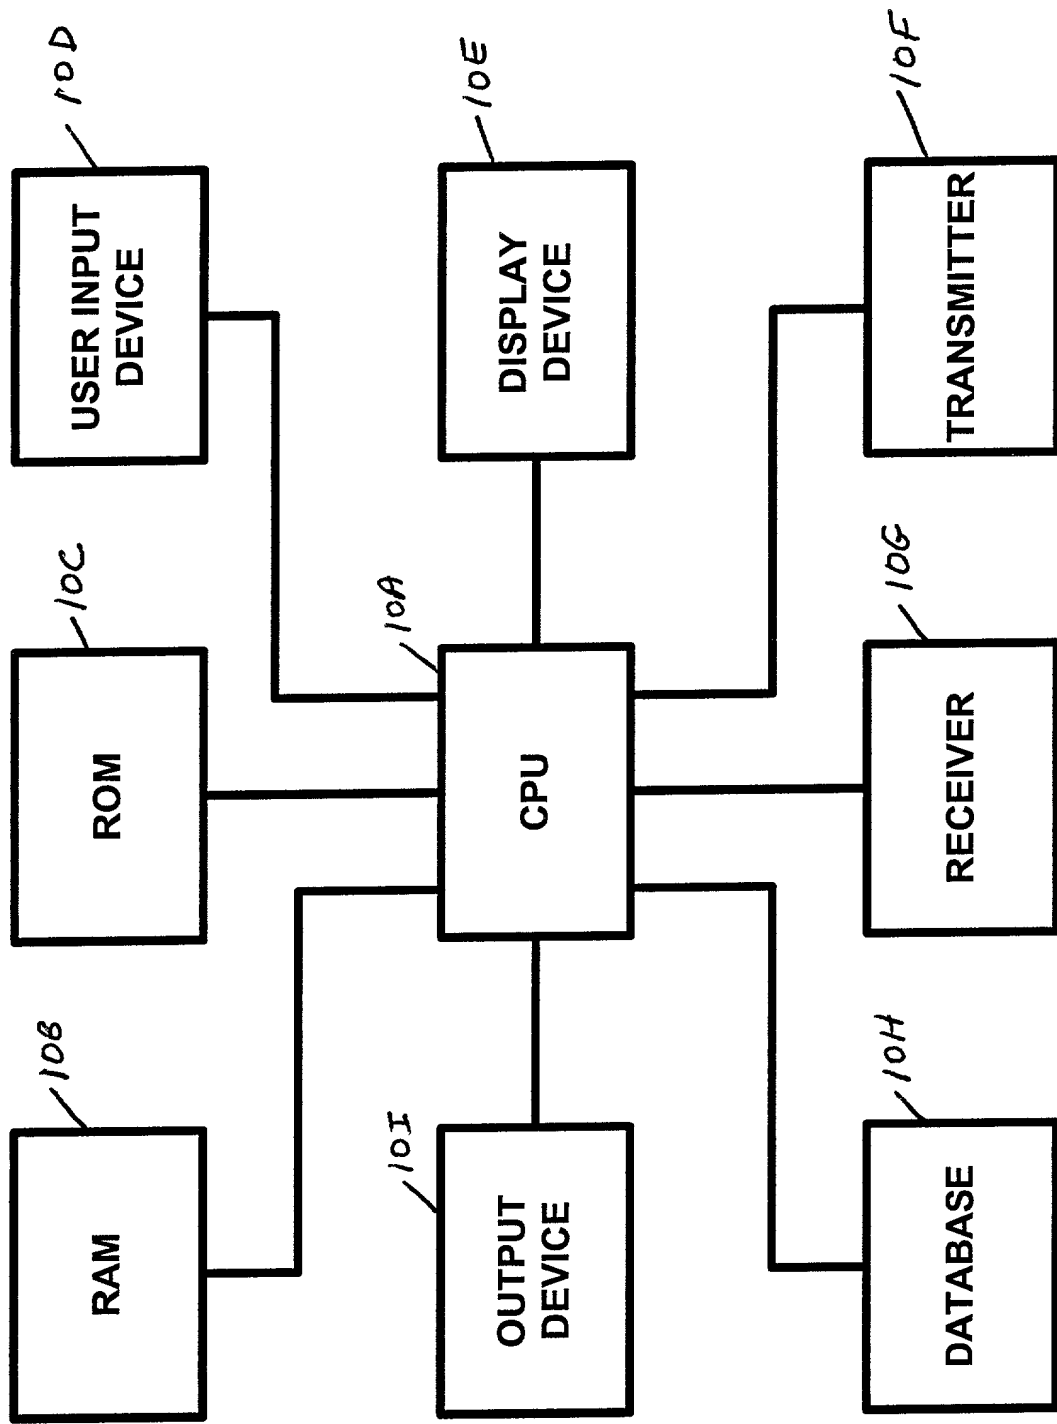 10B
RAM
10C
ROM
10D
USER INPUT
DEVICE
10I
OUTPUT
DEVICE
10A
CPU
10E
DISPLAY
DEVICE
10H
DATABASE
10G
RECEIVER
10F
TRANSMITTER